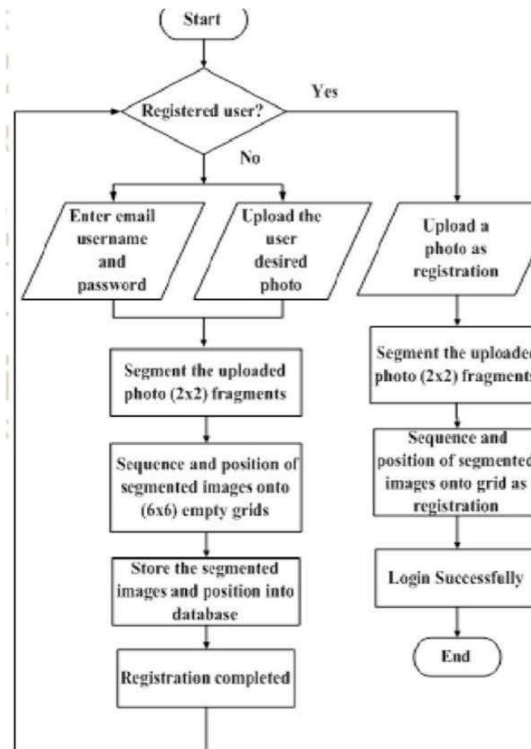 Start
Registered user?
Yes
No
Enter email
username
and
password
Upload the
user
desired
photo
Upload a
photo as
registration
Segment the uploaded
photo (2x2) fragments
Sequence and position of
segmented images onto
(6x6) empty grids
Store the segmented
images and position into
database
Registration completed
Segment the uploaded
photo (2x2) fragments
Sequence and
position of segmented
images onto grid as
registration
Login Successfully
End